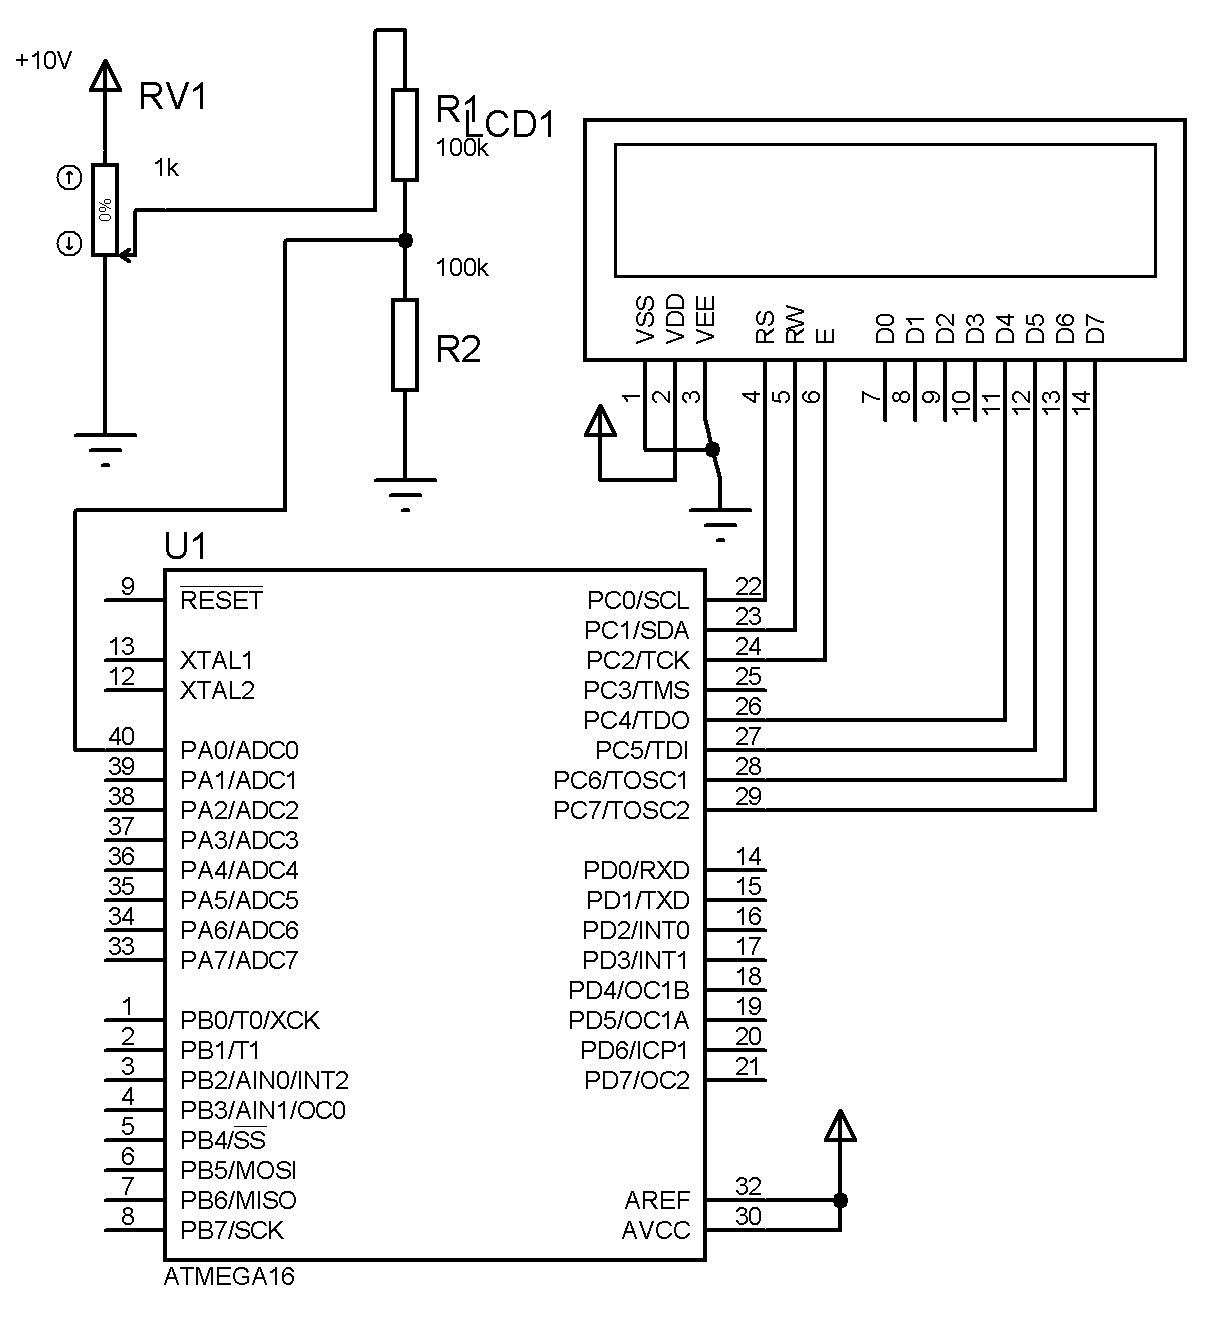 +10V
RV1
1k
0%
R1
100k
LCD1
100k
R2
VSS
VDD
VEE
RS
RW
E
D0
D1
D2
D3
D4
D5
D6
D7
1
2
3
4
5
6
7
8
9
10
11
12
13
14
U1
9 RESET
13 XTAL1
12 XTAL2
40 PA0/ADC0
39 PA1/ADC1
38 PA2/ADC2
37 PA3/ADC3
36 PA4/ADC4
35 PA5/ADC5
34 PA6/ADC6
33 PA7/ADC7
1 PB0/T0/XCK
2 PB1/T1
3 PB2/AIN0/INT2
4 PB3/AIN1/OC0
5 PB4/SS
6 PB5/MOSI
7 PB6/MISO
8 PB7/SCK
PC0/SCL 22
PC1/SDA 23
PC2/TCK 24
PC3/TMS 25
PC4/TDO 26
PC5/TDI 27
PC6/TOSC1 28
PC7/TOSC2 29
PD0/RXD 14
PD1/TXD 15
PD2/INT0 16
PD3/INT1 17
PD4/OC1B 18
PD5/OC1A 19
PD6/ICP1 20
PD7/OC2 21
AREF 32
AVCC 30
ATMEGA16